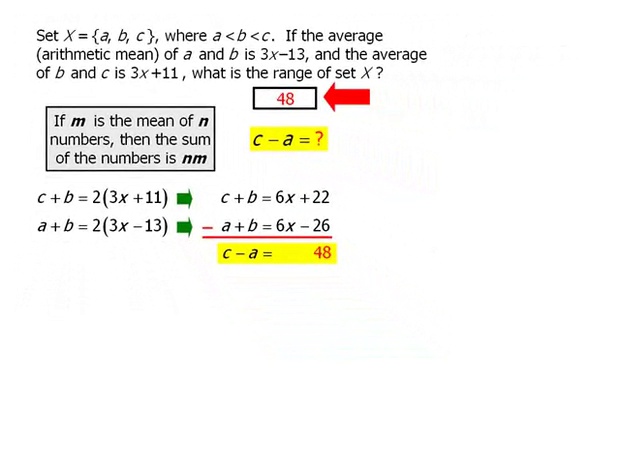 Set X = {a, b, c}, where a < b < c. If the average
(arithmetic mean) of a and b is 3x–13, and the average
of b and c is 3x+11, what is the range of set X?
48
If m is the mean of n
numbers, then the sum
of the numbers is nm
c – a = ?
c + b = 2(3x + 11) c + b = 6x + 22
a + b = 2(3x – 13) – a + b = 6x – 26
c – a = 48